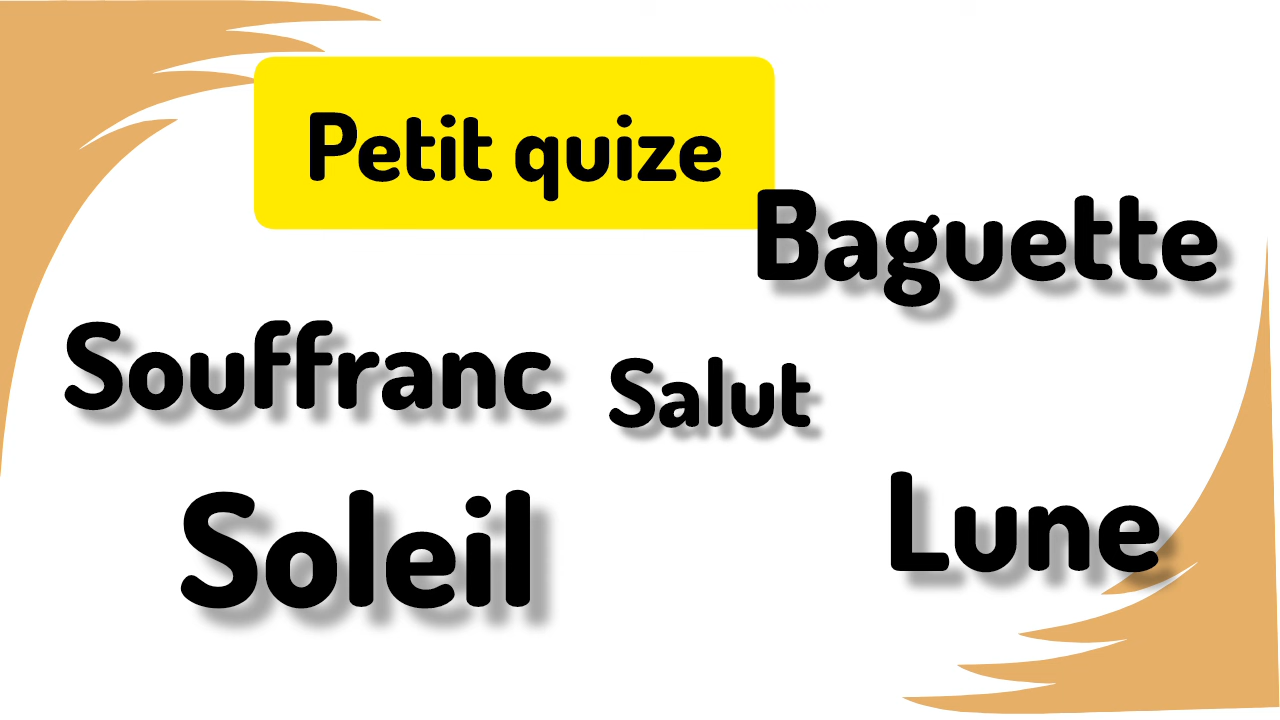 Petit quize
Baguette
Souffranc
Salut
Soleil
Lune